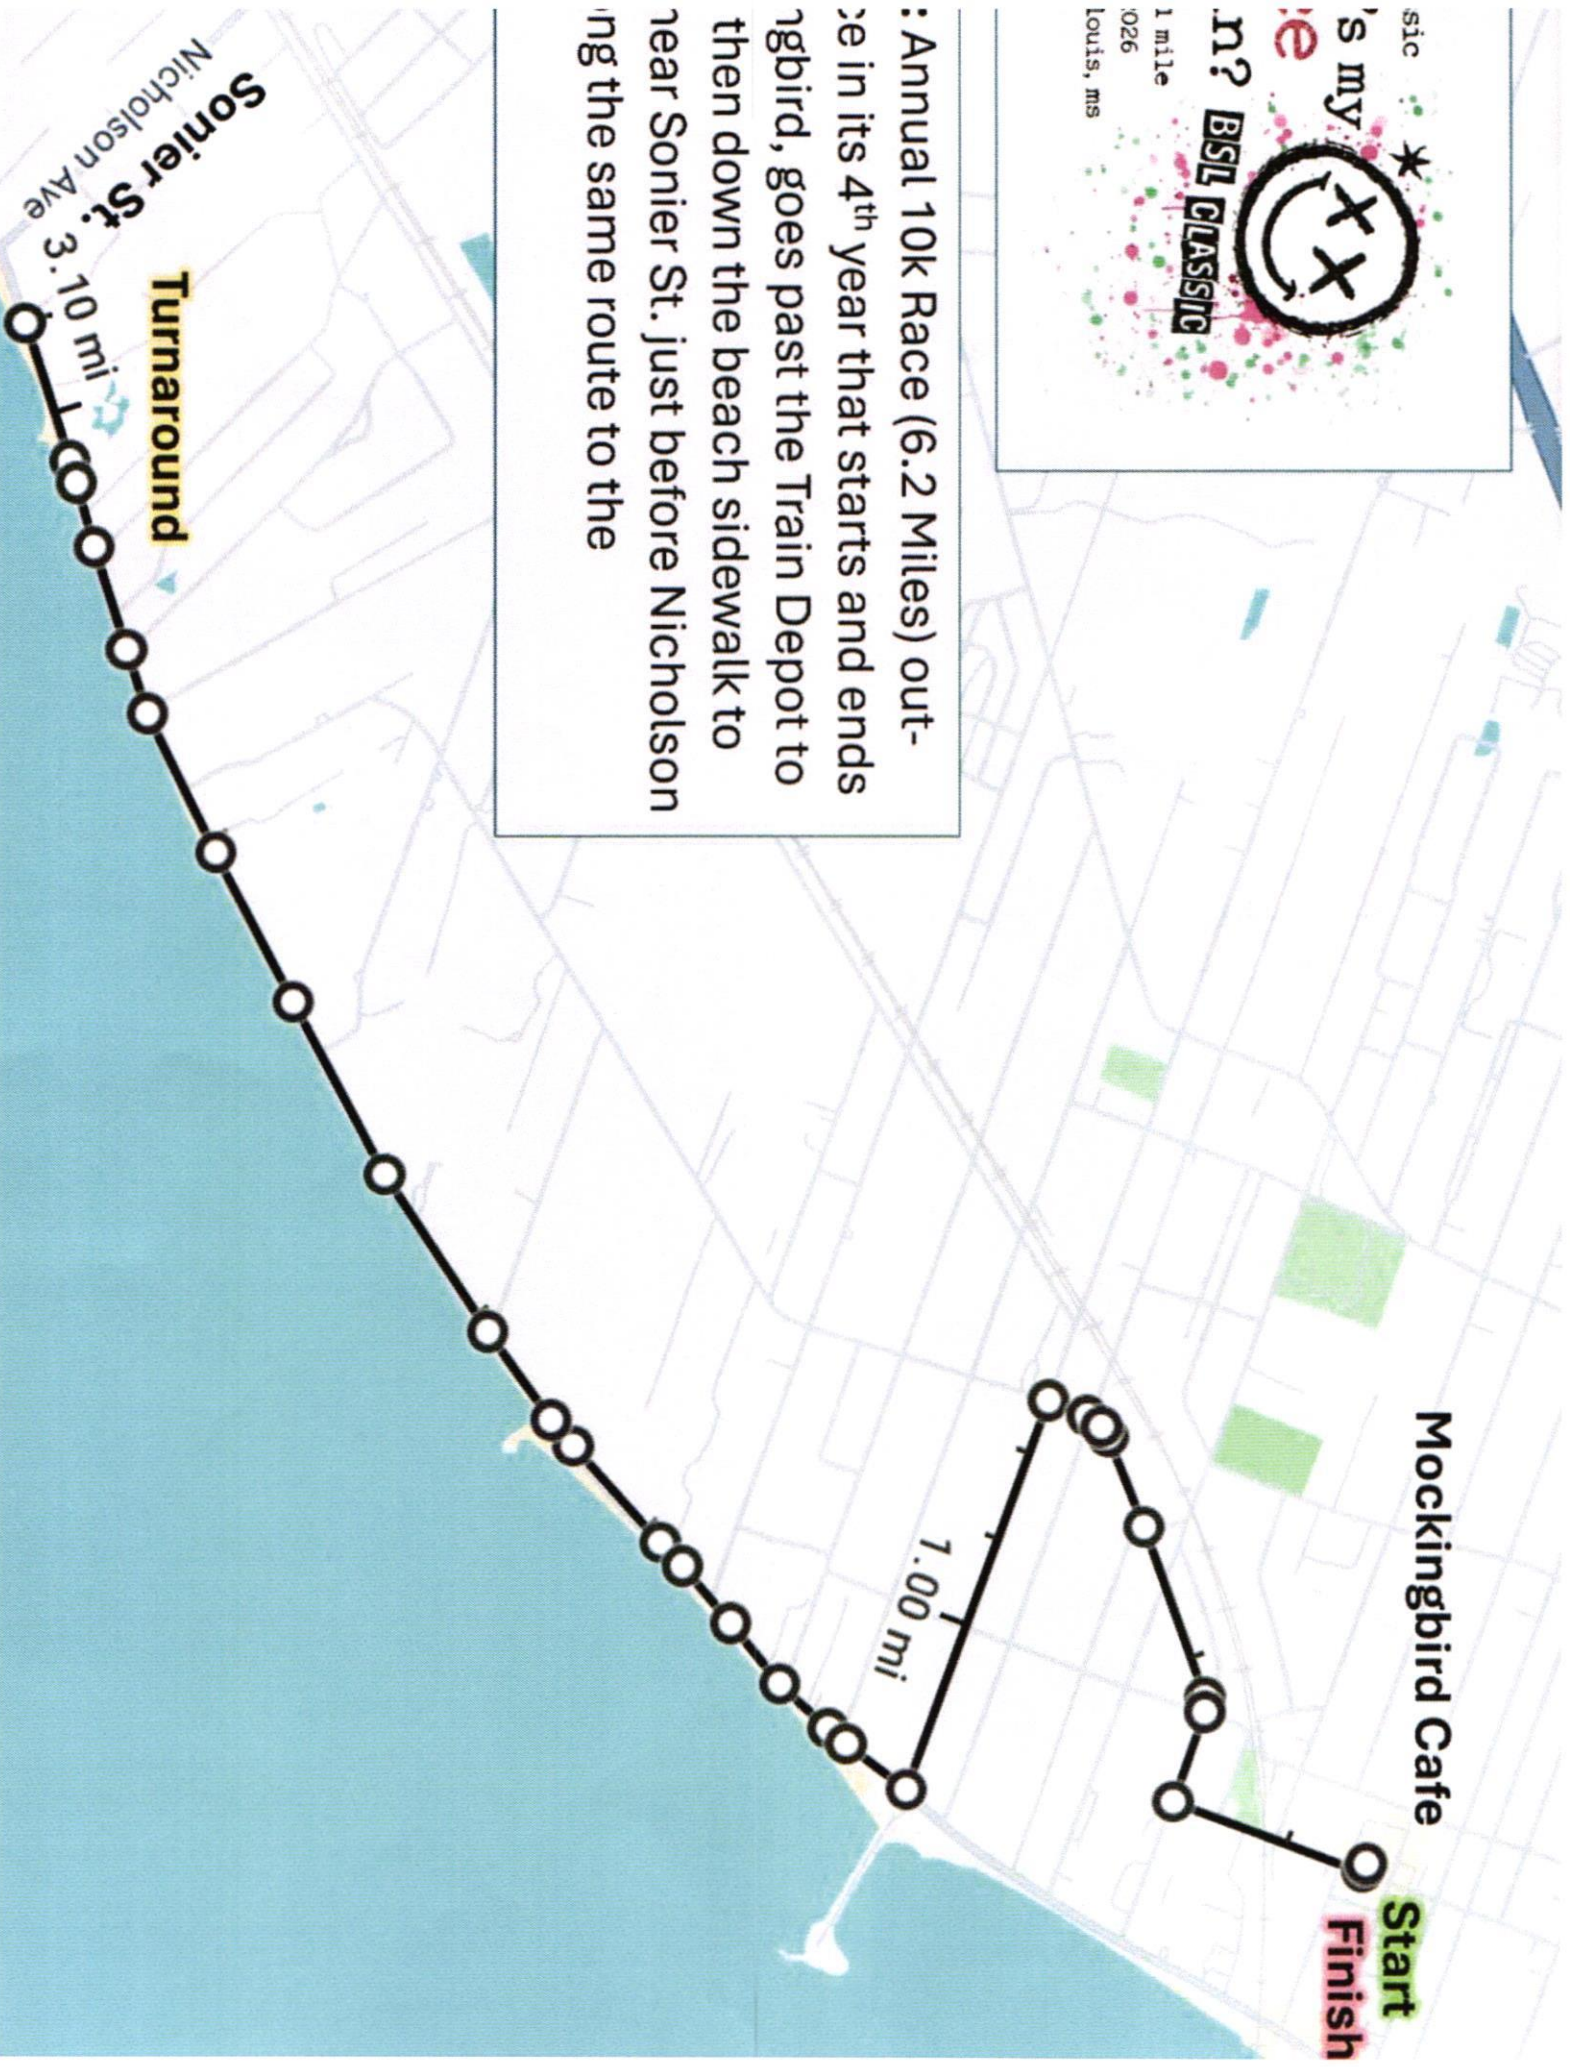 ssic
's my
e
n?
l mile
026
louis, ms
BSL CLASSIC
: Annual 10k Race (6.2 Miles) out-
ce in its 4th year that starts and ends
ngbird, goes past the Train Depot to
then down the beach sidewalk to
near Sonier St. just before Nicholson
ng the same route to the
Mockingbird Cafe
Start
Finish
1.00 mi
Turnaround
3.10 mi
Sonier St.
Nicholson Ave